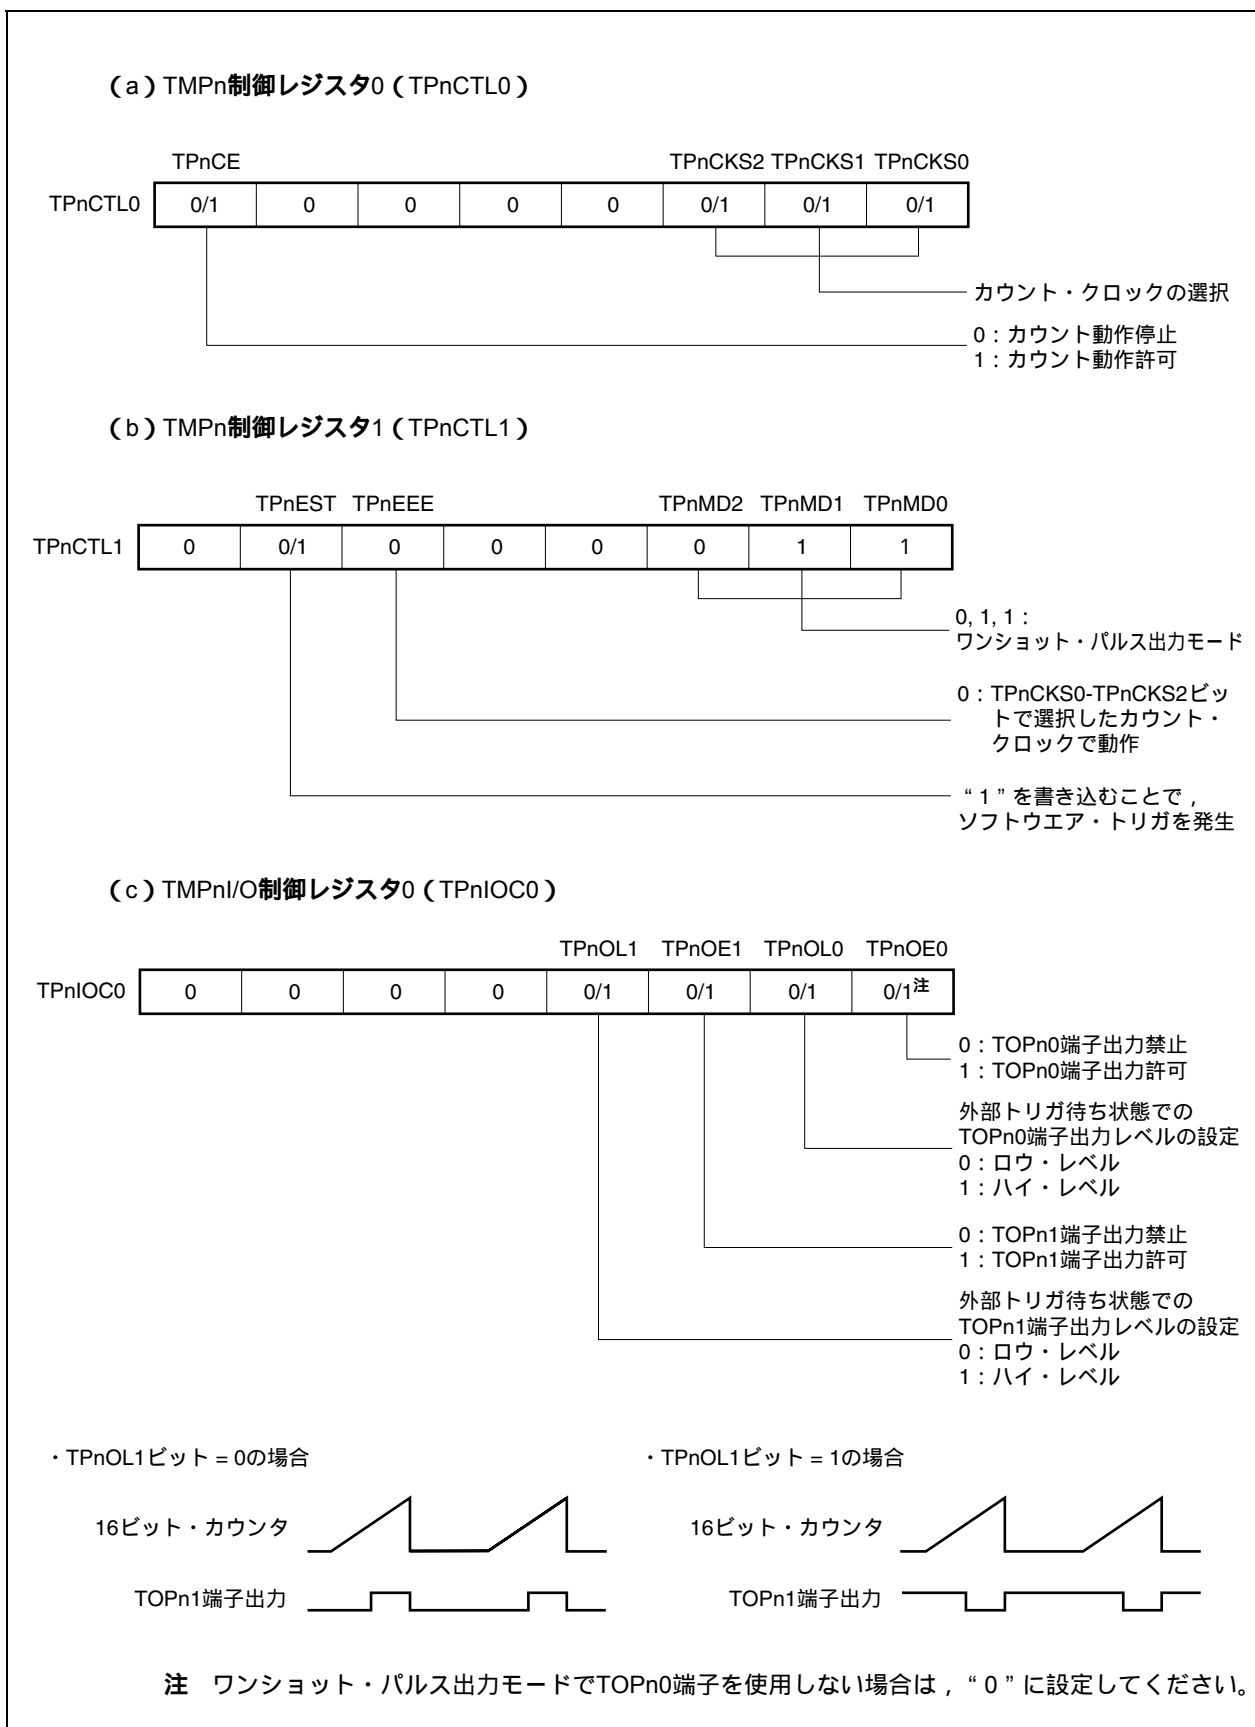 （a）TMPn制御レジスタ0（TPnCTL0）
TPnCE TPnCKS2 TPnCKS1 TPnCKS0
TPnCTL0 0/1 0 0 0 0 0/1 0/1 0/1
カウント・クロックの選択
0：カウント動作停止
1：カウント動作許可
（b）TMPn制御レジスタ1（TPnCTL1）
TPnEST TPnEEE TPnMD2 TPnMD1 TPnMD0
TPnCTL1 0 0/1 0 0 0 0 1 1
0, 1, 1：
ワンショット・パルス出力モード
0：TPnCKS0-TPnCKS2ビッ
トで選択したカウント・
クロックで動作
“1”を書き込むことで，
ソフトウエア・トリガを発生
（c）TMPnI/O制御レジスタ0（TPnIOC0）
TPnOL1 TPnOE1 TPnOL0 TPnOE0
TPnIOC0 0 0 0 0 0/1 0/1 0/1 0/1注
0：TOPn0端子出力禁止
1：TOPn0端子出力許可
外部トリガ待ち状態での
TOPn0端子出力レベルの設定
0：ロウ・レベル
1：ハイ・レベル
0：TOPn1端子出力禁止
1：TOPn1端子出力許可
外部トリガ待ち状態での
TOPn1端子出力レベルの設定
0：ロウ・レベル
1：ハイ・レベル
・TPnOL1ビット = 0の場合
16ビット・カウンタ
TOPn1端子出力
・TPnOL1ビット = 1の場合
16ビット・カウンタ
TOPn1端子出力
注 ワンショット・パルス出力モードでTOPn0端子を使用しない場合は，“0”に設定してください。